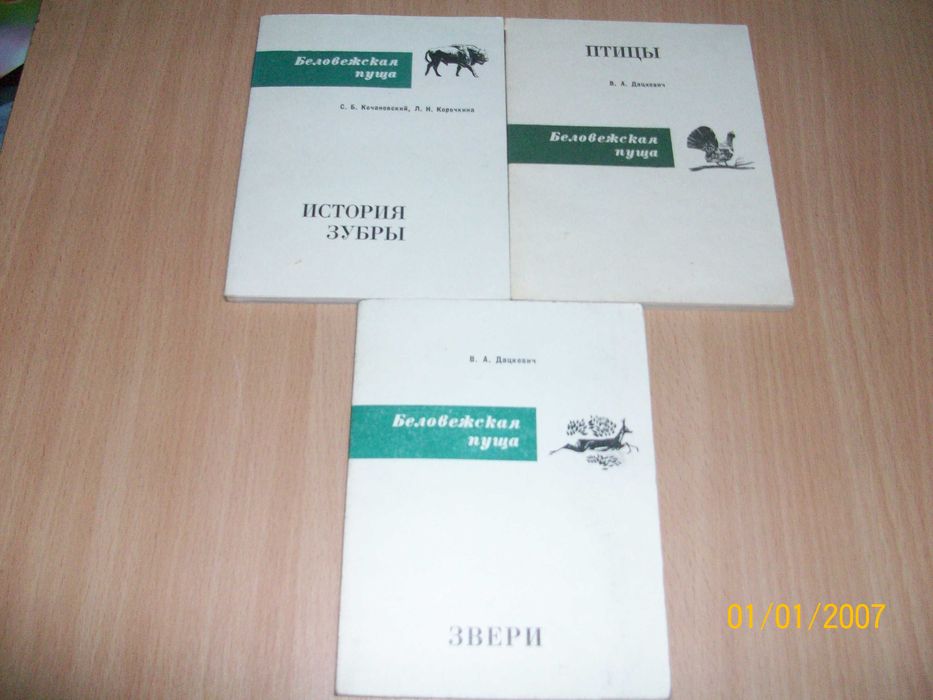 Беловежская
пуща
С. Б. Кочановский, Л. Н. Корочкина
ИСТОРИЯ
ЗУБРЫ
ПТИЦЫ
В. А. Дацкевич
Беловежская
пуща
В. А. Дацкевич
Беловежская
пуща
ЗВЕРИ
01/01/2007